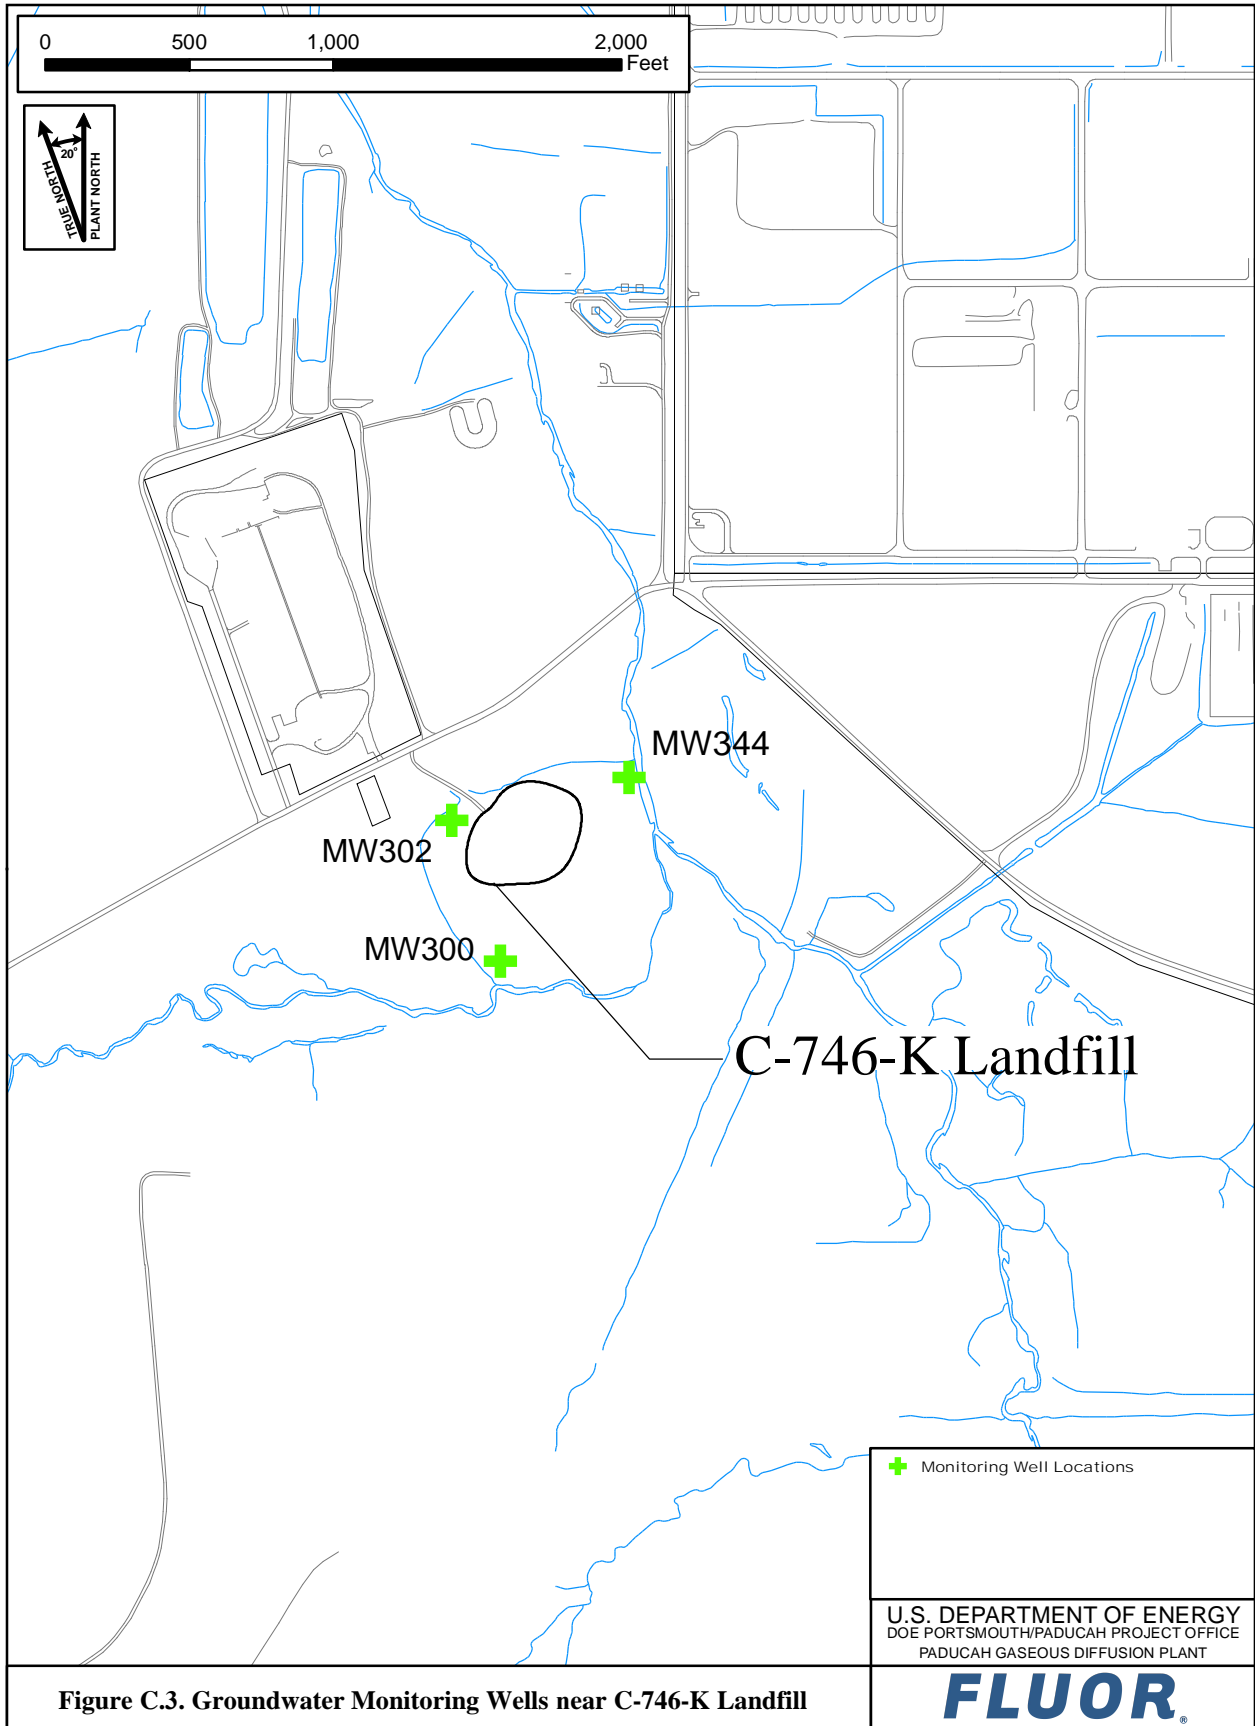 0 500 1,000 2,000
Feet
20°
TRUE NORTH
PLANT NORTH
MW344
MW302
MW300
C-746-K Landfill
Monitoring Well Locations
U.S. DEPARTMENT OF ENERGY
DOE PORTSMOUTH/PADUCAH PROJECT OFFICE
PADUCAH GASEOUS DIFFUSION PLANT
Figure C.3. Groundwater Monitoring Wells near C-746-K Landfill
FLUOR®